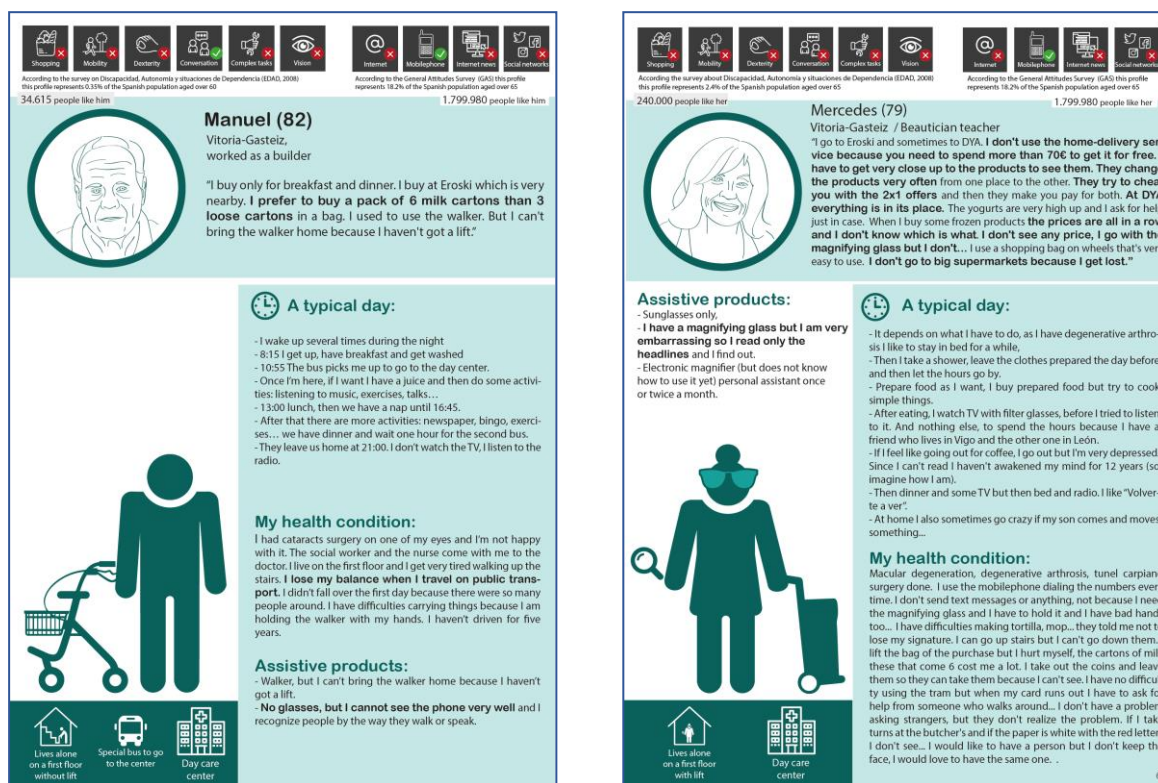 Shopping
Mobility
Dexterity
Conversation
Complex tasks
Vision
Internet
Mobilephone
Internet news
Social networks
According to the survey on Discapacidad, Autonomía y situaciones de Dependencia (EDAD, 2008)
this profile represents 0.35% of the Spanish population aged over 60
According to the General Attitudes Survey (GAS) this profile
represents 18.2% of the Spanish population aged over 65
34.615 people like him
1.799.980 people like him
Manuel (82)
Vitoria-Gasteiz,
worked as a builder
"I buy only for breakfast and dinner. I buy at Eroski which is very
nearby. I prefer to buy a pack of 6 milk cartons than 3
loose cartons in a bag. I used to use the walker. But I can't
bring the walker home because I haven't got a lift."
A typical day:
- I wake up several times during the night
- 8:15 I get up, have breakfast and get washed
- 10:55 The bus picks me up to go to the day center.
- Once I'm here, if I want I have a juice and then do some activi-
ties: listening to music, exercises, talks…
- 13:00 lunch, then we have a nap until 16:45.
- After that there are more activities: newspaper, bingo, exerci-
ses… we have dinner and wait one hour for the second bus.
- They leave us home at 21:00. I don't watch the TV, I listen to the
radio.
My health condition:
I had cataracts surgery on one of my eyes and I'm not happy
with it. The social worker and the nurse come with me to the
doctor. I live on the first floor and I get very tired walking up the
stairs. I lose my balance when I travel on public trans-
port. I didn't fall over the first day because there were so many
people around. I have difficulties carrying things because I am
holding the walker with my hands. I haven't driven for five
years.
Assistive products:
- Walker, but I can't bring the walker home because I haven't
got a lift.
- No glasses, but I cannot see the phone very well and I
recognize people by the way they walk or speak.
Lives alone
on a first floor
without lift
Special bus to go
to the center
Day care
center
Shopping
Mobility
Dexterity
Conversation
Complex tasks
Vision
Internet
Mobilephone
Internet news
Social networks
According to the survey about Discapacidad, Autonomía y situaciones de Dependencia (EDAD, 2008)
this profile represents 2.4% of the Spanish population aged over 65
According to the General Attitudes Survey (GAS) this profile
represents 18.2% of the Spanish population aged over 65
240.000 people like her
1.799.980 people like her
Mercedes (79)
Vitoria-Gasteiz / Beautician teacher
"I go to Eroski and sometimes to DYA. I don't use the home-delivery ser
vice because you need to spend more than 70€ to get it for free.
have to get very close up to the products to see them. They change
the products very often from one place to the other. They try to chea
you with the 2x1 offers and then they make you pay for both. At DYA
everything is in its place. The yogurts are very high up and I ask for hel
just in case. When I buy some frozen products the prices are all in a row
and I don't know which is what. I don't see any price, I go with the
magnifying glass but I don't… I use a shopping bag on wheels that's ver
easy to use. I don't go to big supermarkets because I get lost."
Assistive products:
- Sunglasses only,
- I have a magnifying glass but I am very
embarrassing so I read only the
headlines and I find out.
- Electronic magnifier (but does not know
how to use it yet) personal assistant once
or twice a month.
A typical day:
- It depends on what I have to do, as I have degenerative arthro-
sis I like to stay in bed for a while,
- Then I take a shower, leave the clothes prepared the day before
and then let the hours go by.
- Prepare food as I want, I buy prepared food but try to cook
simple things.
- After eating, I watch TV with filter glasses, before I tried to listen
to it. And nothing else, to spend the hours because I have a
friend who lives in Vigo and the other one in León.
- If I feel like going out for coffee, I go out but I'm very depressed.
Since I can't read I haven't awakened my mind for 12 years (so
imagine how I am).
- Then dinner and some TV but then bed and radio. I like "Volver-
te a ver".
- At home I also sometimes go crazy if my son comes and moves
something...
My health condition:
Macular degeneration, degenerative arthrosis, tunel carpiano
surgery done. I use the mobilephone dialing the numbers every
time. I don't send text messages or anything, not because I need
the magnifying glass and I have to hold it and I have bad hand
too... I have difficulties making tortilla, mop... they told me not to
lose my signature. I can go up stairs but I can't go down them.
lift the bag of the purchase but I hurt myself, the cartons of mil
these that come 6 cost me a lot. I take out the coins and leave
them so they can take them because I can't see. I have no difficul
ty using the tram but when my card runs out I have to ask fo
help from someone who walks around... I don't have a problem
asking strangers, but they don't realize the problem. If I take
turns at the butcher's and if the paper is white with the red letter
I don't see... I would like to have a person but I don't keep the
face, I would love to have the same one. .
Lives alone
on a first floor
with lift
Day care
center